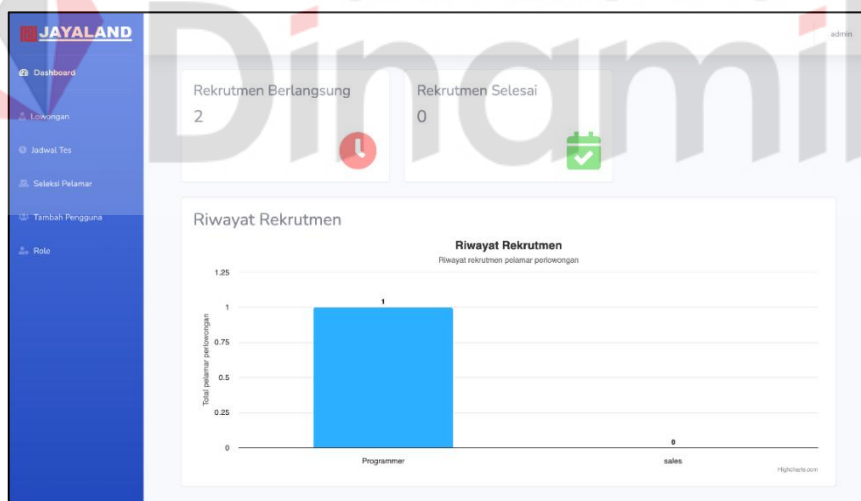 JAYALAND
admin
Dashboard
Lowongan
Jadwal Tes
Seleksi Pelamar
Tambah Pengguna
Role
Rekrutmen Berlangsung
2
Rekrutmen Selesai
0
Riwayat Rekrutmen
Riwayat Rekrutmen
Riwayat rekrutmen pelamar perlowongan
Total pelamar perlowongan
1.25
1
0.75
0.5
0.25
0
1
0
Programmer
sales
Highcharts.com
Dinami